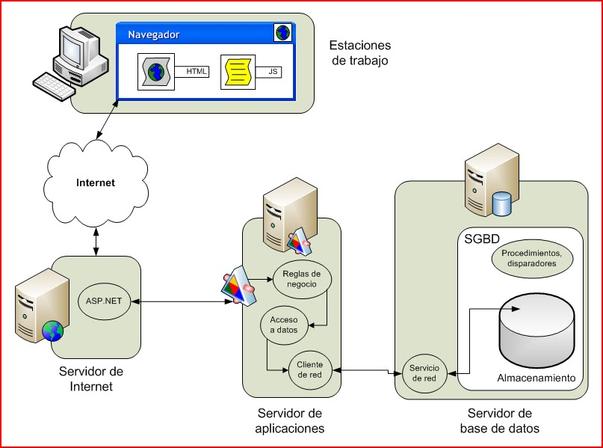 Navegador
HTML
JS
Estaciones
de trabajo
Internet
ASP.NET
Servidor de
Internet
Reglas de
negocio
Acceso
a datos
Cliente
de red
Servidor de
aplicaciones
SGBD
Procedimientos,
disparadores
Servicio
de red
Almacenamiento
Servidor de
base de datos